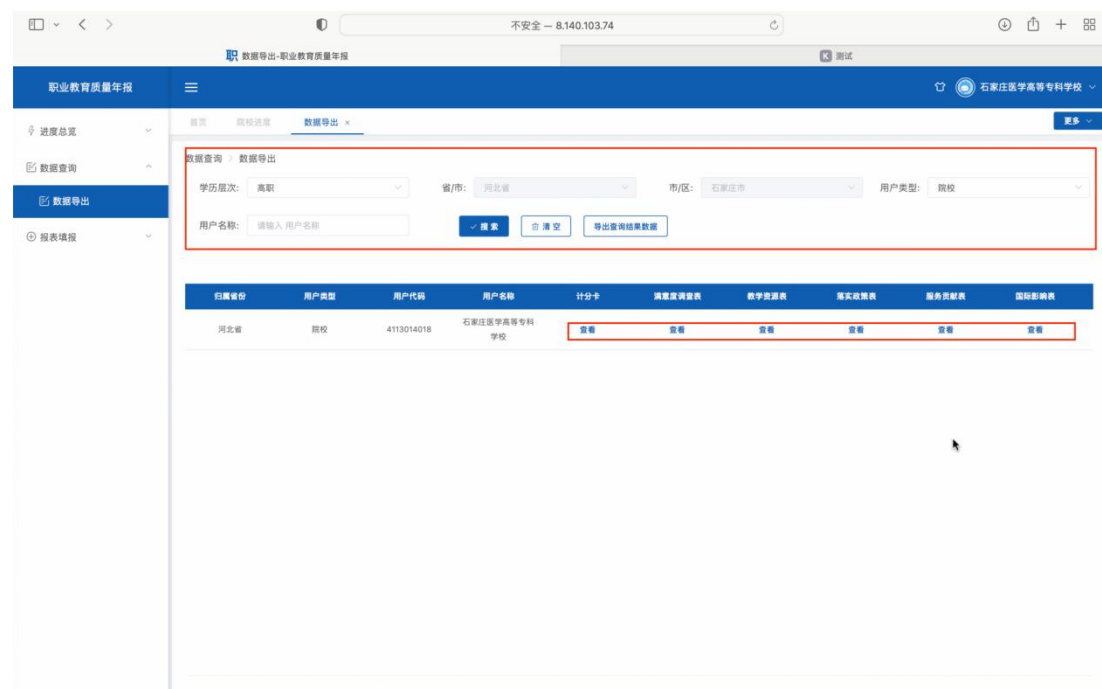 不安全 — 8.140.103.74
职 数据导出-职业教育质量年报
K 测试
职业教育质量年报
石家庄医学高等专科学校
首页 院校进度 数据导出 ×
更多
进度总览
数据查询
数据导出
报表填报
数据查询 > 数据导出
学历层次: 高职 省/市: 河北省 市/区: 石家庄市 用户类型: 院校
用户名称: 请输入 用户名称 搜索 清空 导出查询结果数据
归属省份 用户类型 用户代码 用户名称 计分卡 满意度调查表 教学资源表 落实政策表 服务贡献表 国际影响表
河北省 院校 4113014018 石家庄医学高等专科 查看 查看 查看 查看 查看 查看
学校